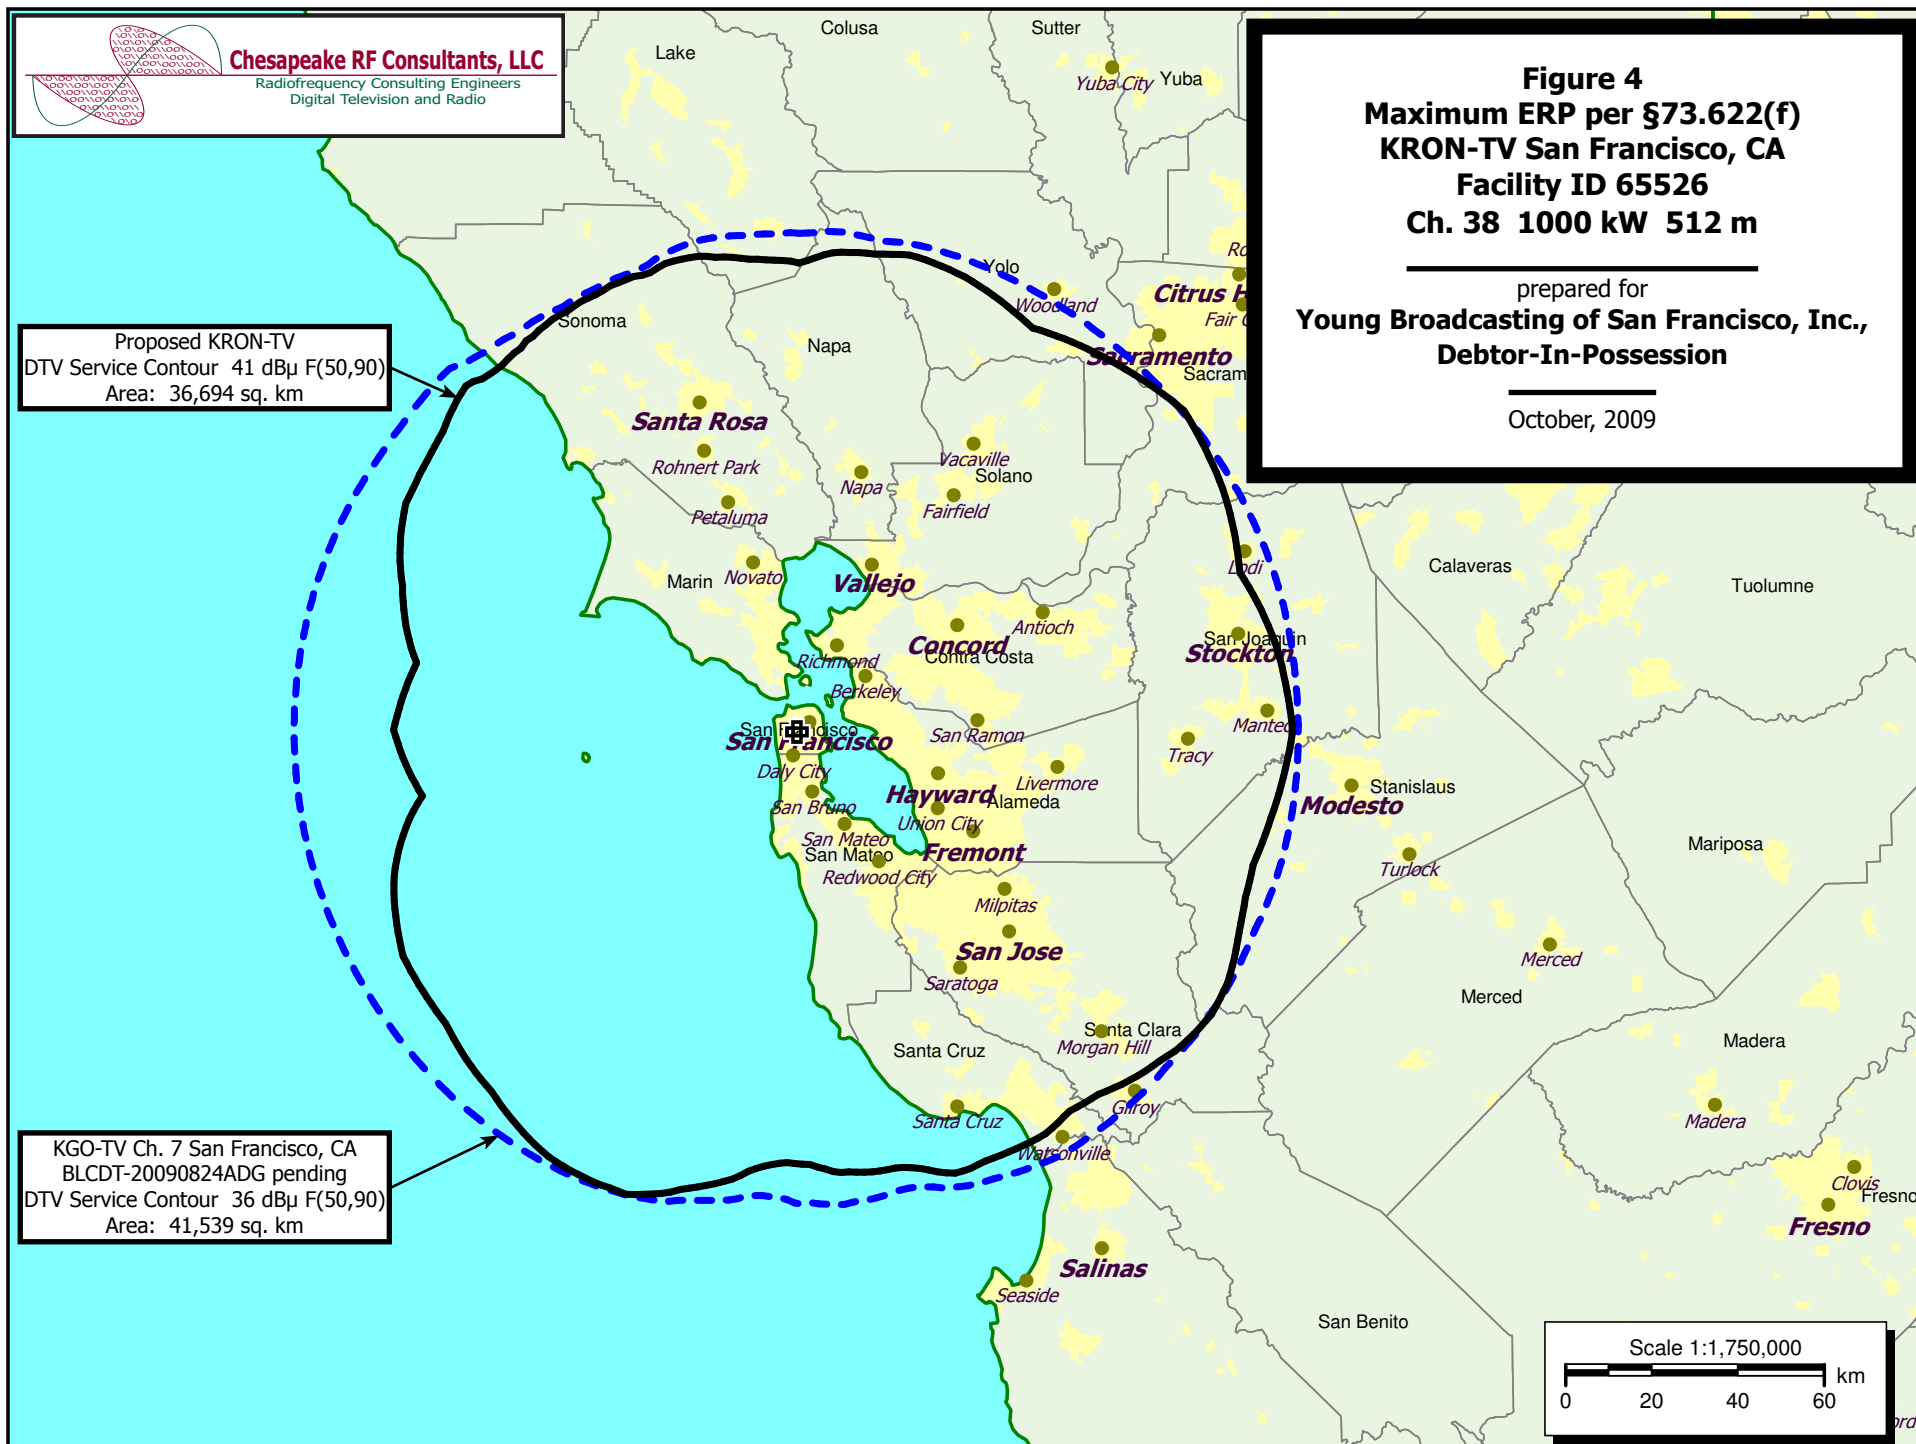 Chesapeake RF Consultants, LLC
Radiofrequency Consulting Engineers
Digital Television and Radio
Figure 4
Maximum ERP per §73.622(f)
KRON-TV San Francisco, CA
Facility ID 65526
Ch. 38 1000 kW 512 m
prepared for
Young Broadcasting of San Francisco, Inc.,
Debtor-In-Possession
October, 2009
Colusa
Sutter
Lake
Yuba City
Yuba
Yolo
Woodland
Citrus H
Fair
Sacramento
Sacram
Sonoma
Napa
Proposed KRON-TV
DTV Service Contour 41 dBµ F(50,90)
Area: 36,694 sq. km
Santa Rosa
Rohnert Park
Petaluma
Napa
Vacaville
Solano
Fairfield
Marin
Novato
Vallejo
Lodi
Calaveras
Tuolumne
Concord
Antioch
Contra Costa
Richmond
Berkeley
San Joaquin
Stockton
San Francisco
San Francisco
Daly City
San Ramon
Manteca
Tracy
San Bruno
Hayward
Livermore
Alameda
Union City
San Mateo
San Mateo
Fremont
Redwood City
Modesto
Stanislaus
Turlock
Mariposa
Milpitas
San Jose
Saratoga
Merced
Merced
Santa Clara
Morgan Hill
Santa Cruz
Madera
Santa Cruz
Gilroy
Watsonville
Madera
KGO-TV Ch. 7 San Francisco, CA
BLCDT-20090824ADG pending
DTV Service Contour 36 dBµ F(50,90)
Area: 41,539 sq. km
Clovis
Fresno
Fresno
Salinas
Seaside
San Benito
Scale 1:1,750,000
km
0 20 40 60